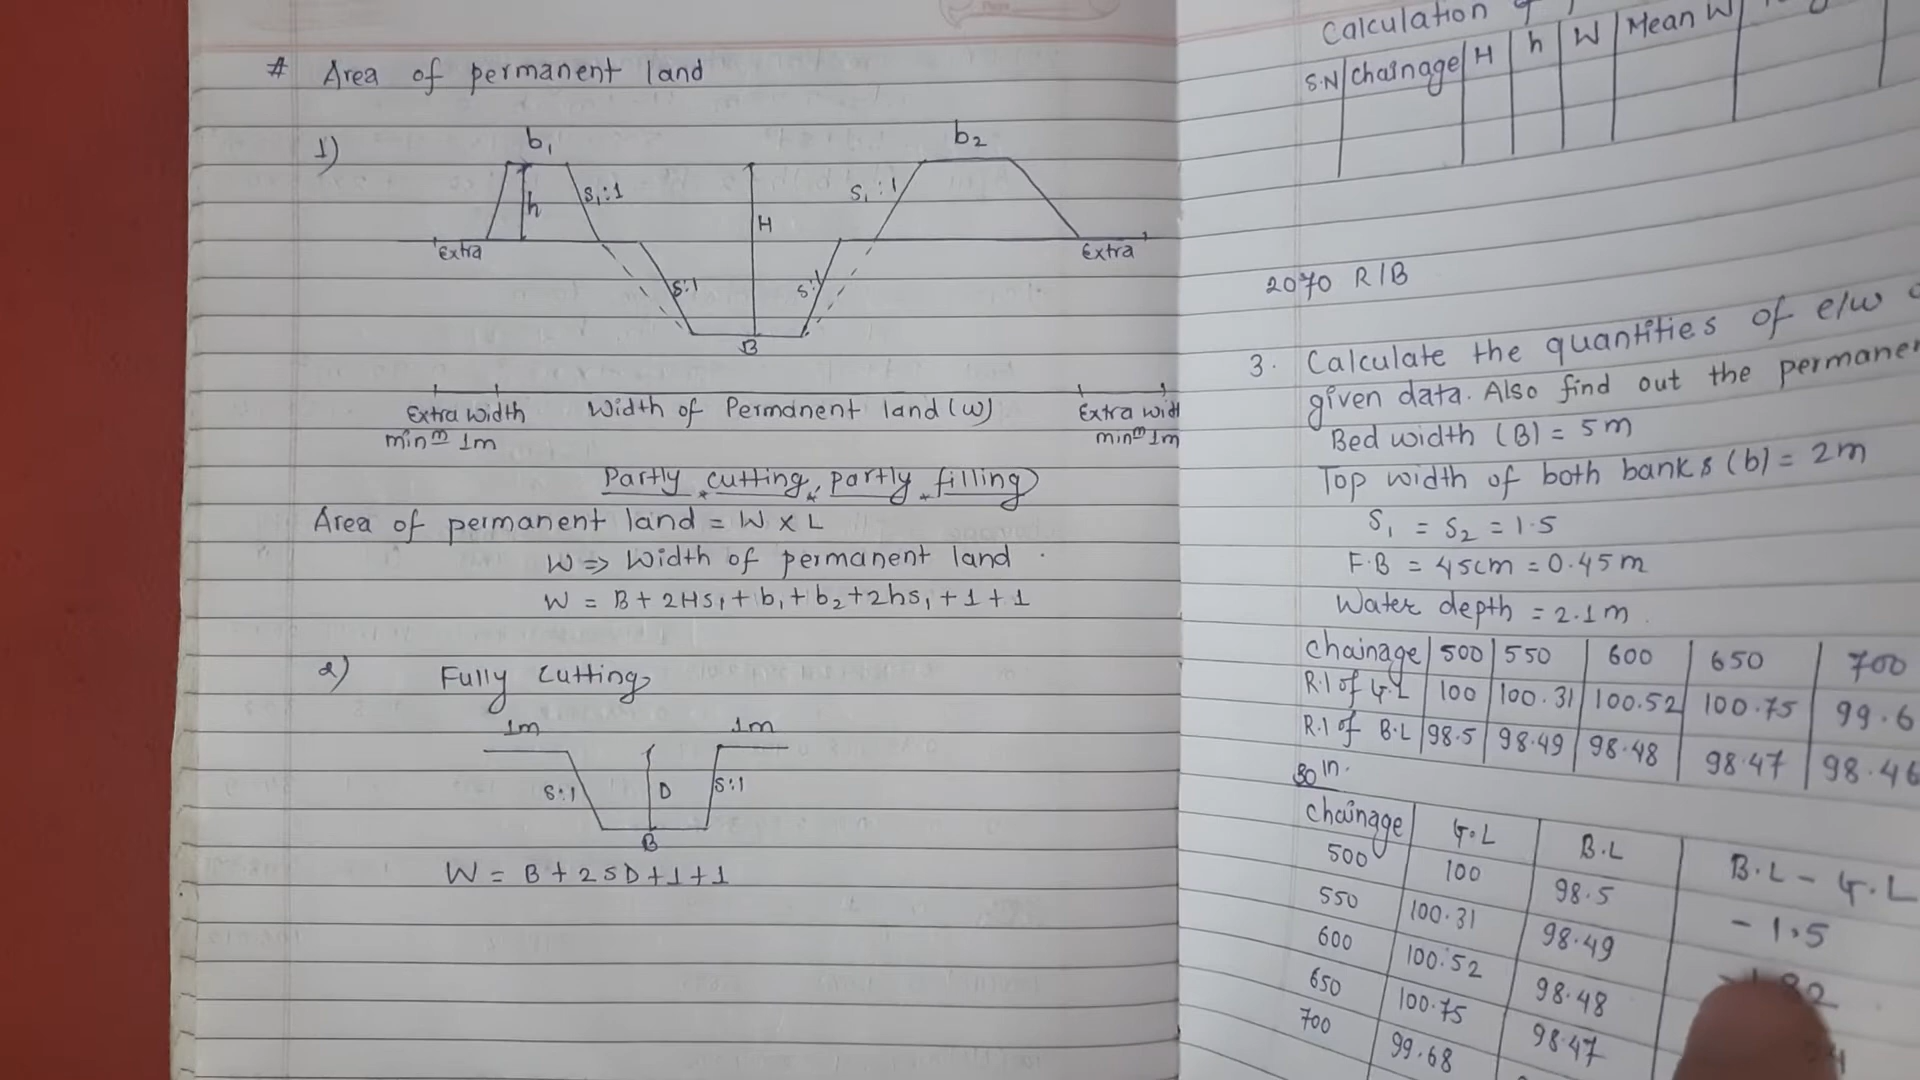 # Area of permanent land
1)
b1
b2
h
S1:1
H
S1:1
Extra
Extra
S:1
S:1
B
Extra width
minm 1m
Width of Permanent land (W)
Extra widt
minm 1m
Partly cutting, partly filling
Area of permanent land = W X L
W => Width of permanent land
W = B + 2HS1 + b1 + b2 + 2hS1 + 1 + 1
2)
Fully Cutting
1m
1m
S:1
D
S:1
B
W = B + 2SD + 1 + 1
Calculation
S.N chainage H h W Mean W
2070 R/B
3. Calculate the quantities of e/w
given data. Also find out the permane
Bed width (B) = 5m
Top width of both banks (b) = 2m
S1 = S2 = 1.5
F.B = 45cm = 0.45m
Water depth = 2.1m
chainage 500 550 600 650 700
R.l of G.L 100 100.31 100.52 100.75 99.6
R.l of B.L 98.5 98.49 98.48 98.47 98.46
Soln.
chainage G.L B.L B.L - G.L
500 100 98.5 -1.5
550 100.31 98.49
600 100.52 98.48
650 100.75 98.47
700 99.68